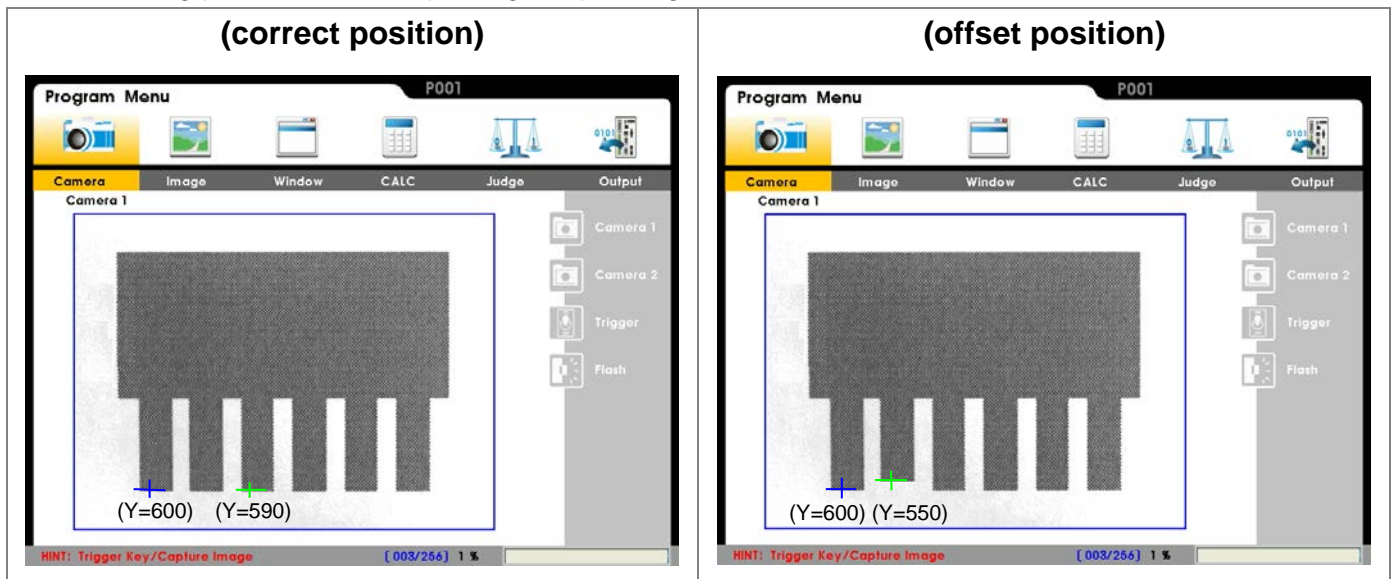 (correct position)
P001
Program Menu
0101
Camera Image Window CALC Judge Output
Camera 1
Camera 1
Camera 2
Trigger
Flash
(Y=600) (Y=590)
HINT: Trigger Key/Capture Image [003/256] 1 %
(offset position)
P001
Program Menu
0101
Camera Image Window CALC Judge Output
Camera 1
Camera 1
Camera 2
Trigger
Flash
(Y=600) (Y=550)
HINT: Trigger Key/Capture Image [003/256] 1 %